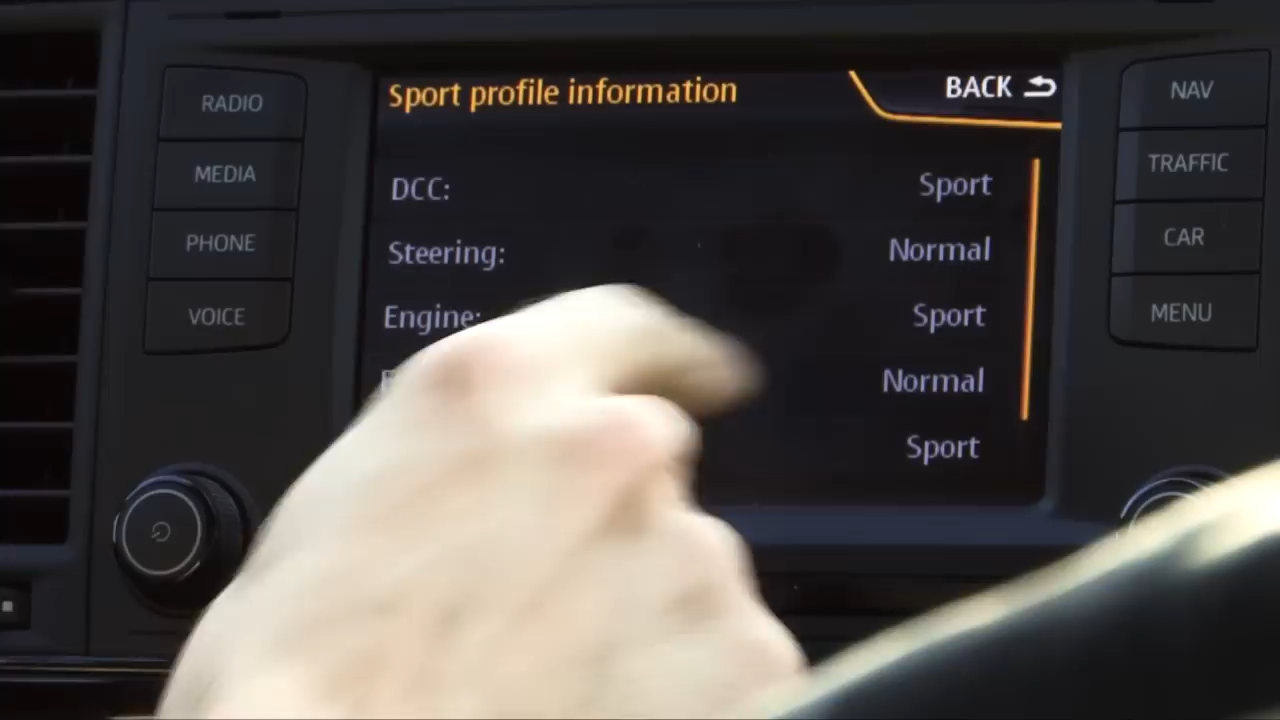 Sport profile information
BACK
DCC: Sport
Steering: Normal
Engine: Sport
Normal
Sport
RADIO
MEDIA
PHONE
VOICE
NAV
TRAFFIC
CAR
MENU